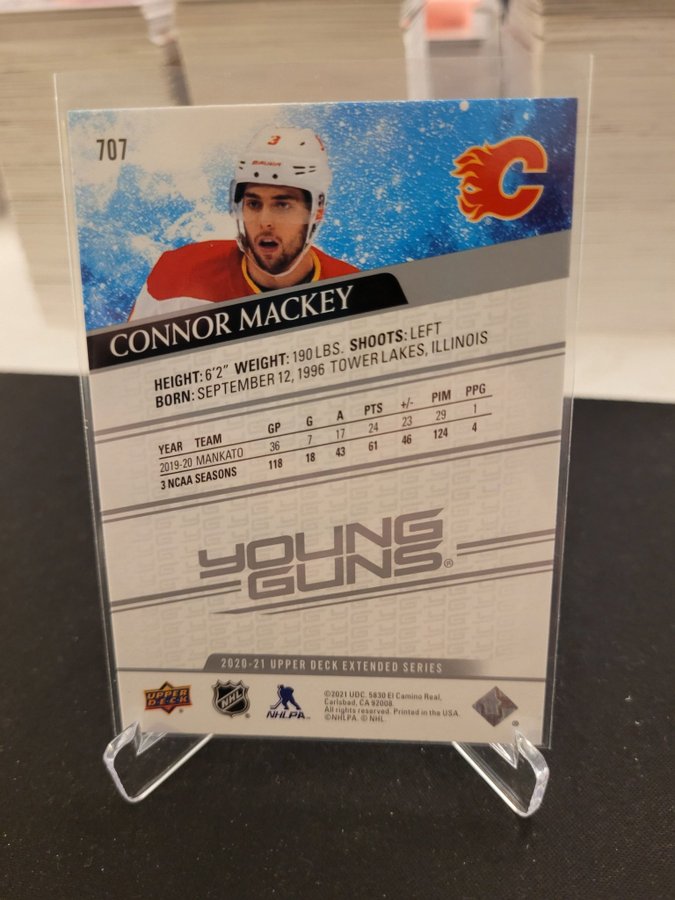 707
3
BAUER
C
CONNOR MACKEY
HEIGHT: 6'2" WEIGHT: 190 LBS. SHOOTS: LEFT
BORN: SEPTEMBER 12, 1996 TOWER LAKES, ILLINOIS
YEAR TEAM GP G A PTS +/- PIM PPG
2019-20 MANKATO 36 7 17 24 23 29 1
3 NCAA SEASONS 118 18 43 61 46 124 4
YOUNG
GUNS®
2020-21 UPPER DECK EXTENDED SERIES
UPPER
DECK
NHL
NHLPA
©2021 UDC. 5830 El Camino Real,
Carlsbad, CA 92008.
All rights reserved. Printed in the USA.
©NHLPA. © NHL.
®